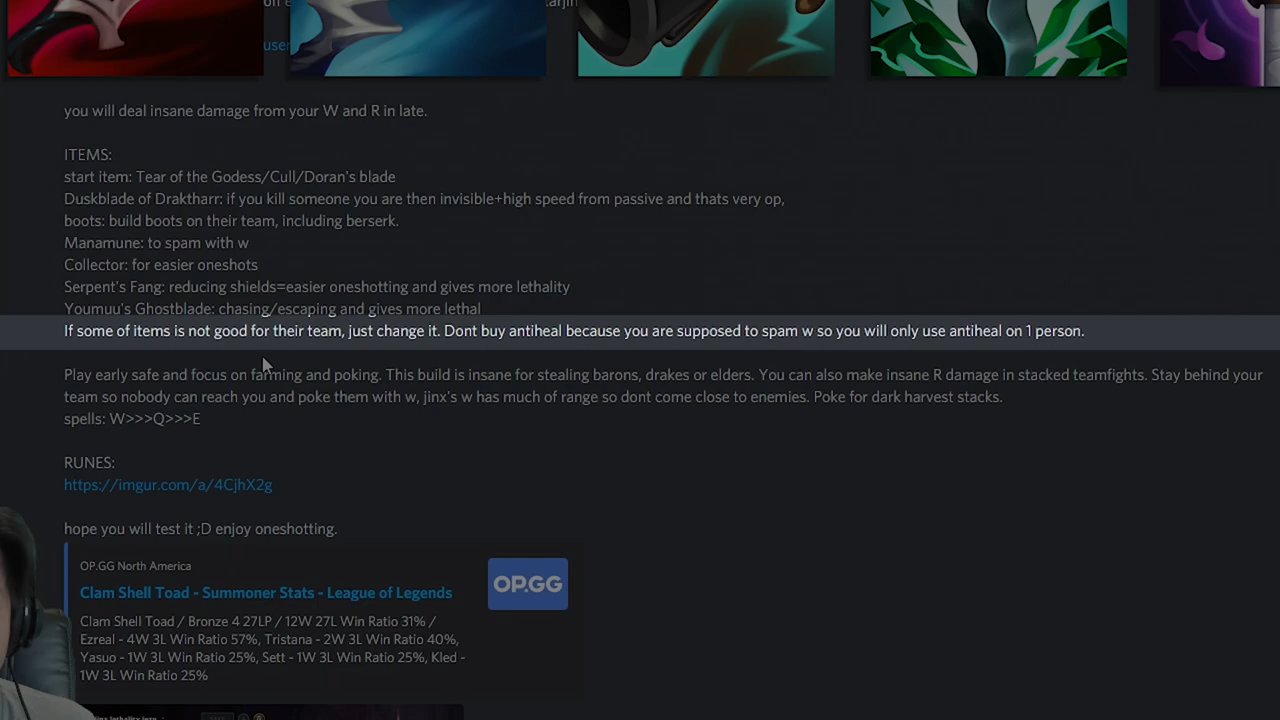 user
you will deal insane damage from your W and R in late.
ITEMS:
start item: Tear of the Godess/Cull/Doran's blade
Duskblade of Draktharr: if you kill someone you are then invisible+high speed from passive and thats very op,
boots: build boots on their team, including berserk.
Manamune: to spam with w
Collector: for easier oneshots
Serpent's Fang: reducing shields=easier oneshotting and gives more lethality
Youmuu's Ghostblade: chasing/escaping and gives more lethal
If some of items is not good for their team, just change it. Dont buy antiheal because you are supposed to spam w so you will only use antiheal on 1 person.
Play early safe and focus on farming and poking. This build is insane for stealing barons, drakes or elders. You can also make insane R damage in stacked teamfights. Stay behind your
team so nobody can reach you and poke them with w, jinx's w has much of range so dont come close to enemies. Poke for dark harvest stacks.
spells: W>>>Q>>>E
RUNES:
https://imgur.com/a/4CjhX2g
hope you will test it ;D enjoy oneshotting.
OP.GG North America
OP.GG
Clam Shell Toad - Summoner Stats - League of Legends
Clam Shell Toad / Bronze 4 27LP / 12W 27L Win Ratio 31% /
Ezreal - 4W 3L Win Ratio 57%, Tristana - 2W 3L Win Ratio 40%,
Yasuo - 1W 3L Win Ratio 25%, Sett - 1W 3L Win Ratio 25%, Kled -
1W 3L Win Ratio 25%